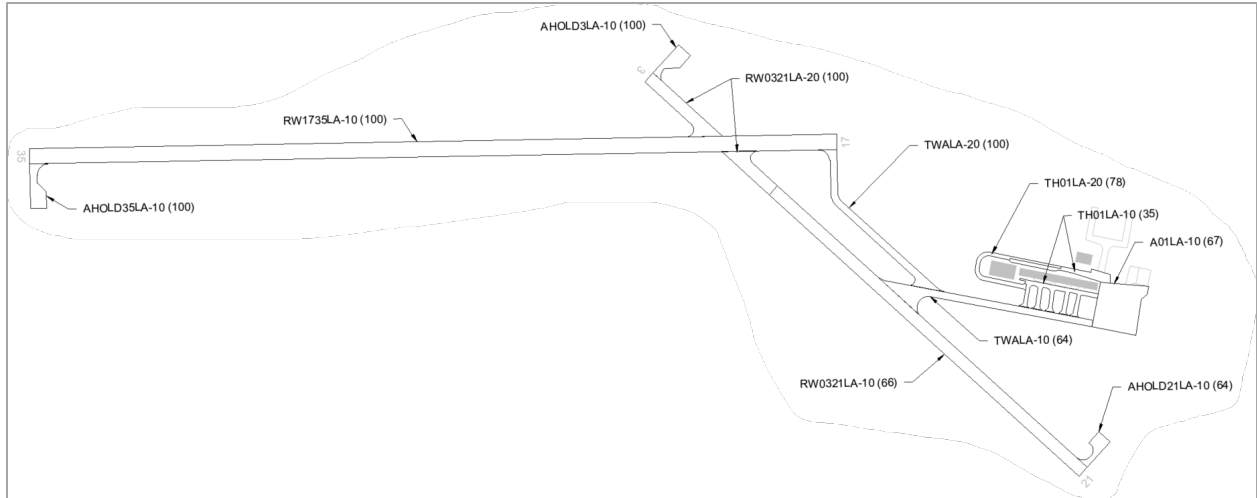 AHOLD3LA-10 (100)
3
RW0321LA-20 (100)
RW1735LA-10 (100)
35
17
TWALA-20 (100)
TH01LA-20 (78)
AHOLD35LA-10 (100)
TH01LA-10 (35)
A01LA-10 (67)
TWALA-10 (64)
RW0321LA-10 (66)
AHOLD21LA-10 (64)
21